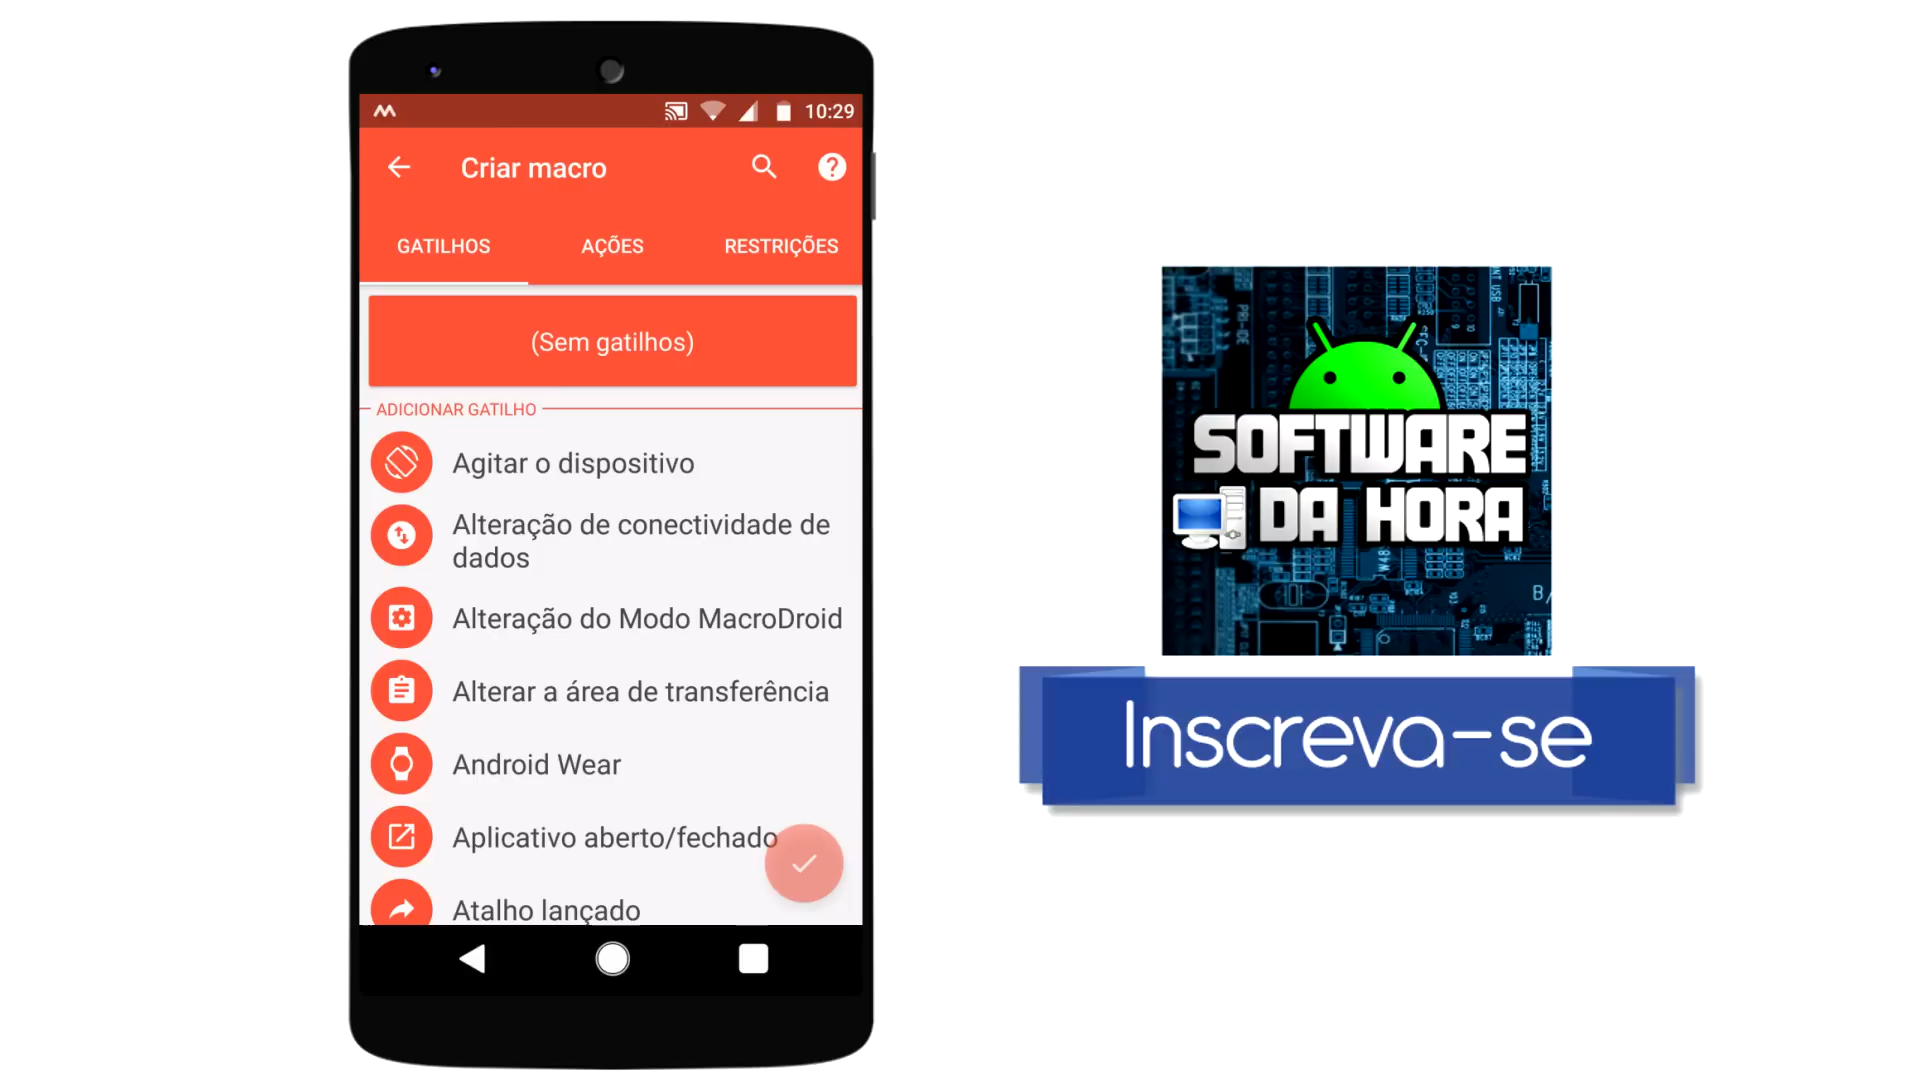 10:29
Criar macro
GATILHOS
AÇÕES
RESTRIÇÕES
(Sem gatilhos)
ADICIONAR GATILHO
Agitar o dispositivo
Alteração de conectividade de
dados
Alteração do Modo MacroDroid
Alterar a área de transferência
Android Wear
Aplicativo aberto/fechado
Atalho lançado
SOFTWARE
DA HORA
Inscreva-se